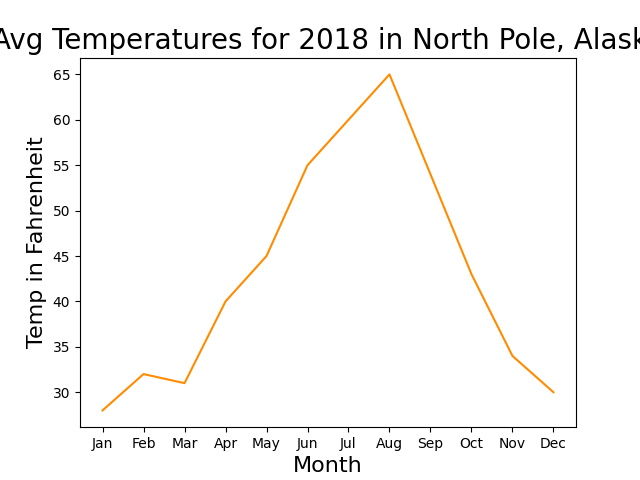 Avg Temperatures for 2018 in North Pole, Alask
Temp in Fahrenheit
65
60
55
50
45
40
35
30
Jan Feb Mar Apr May Jun Jul Aug Sep Oct Nov Dec
Month